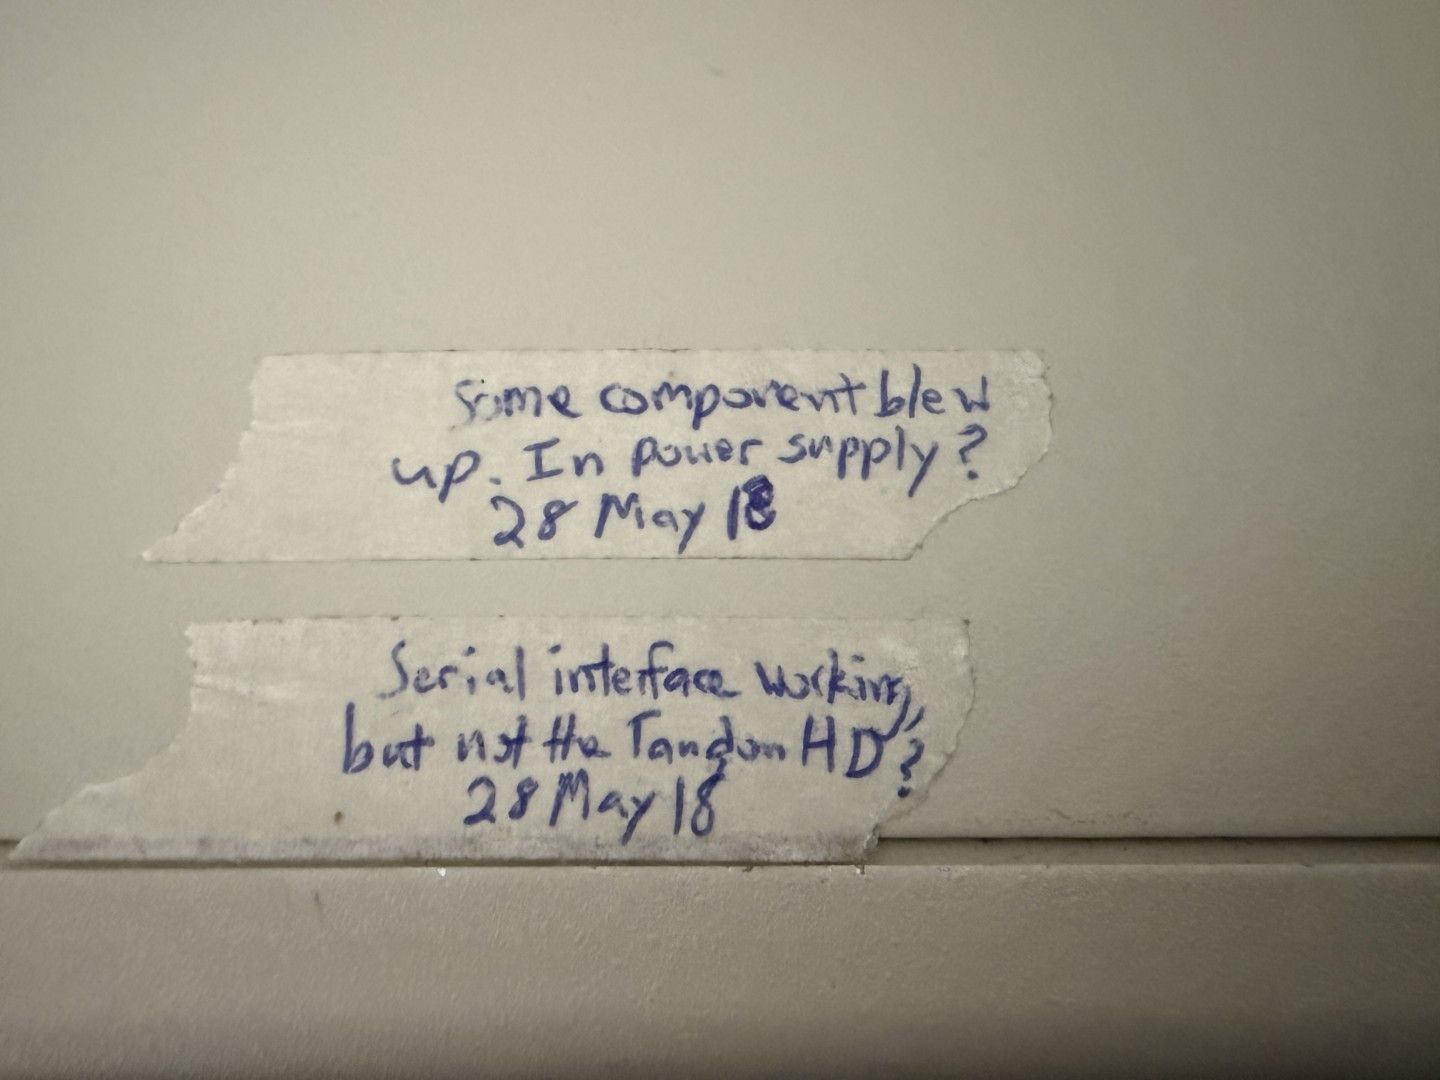 Some component blew
up. In power supply?
28 May 18
Serial interface working,
but not the Tandon HD?
28 May 18